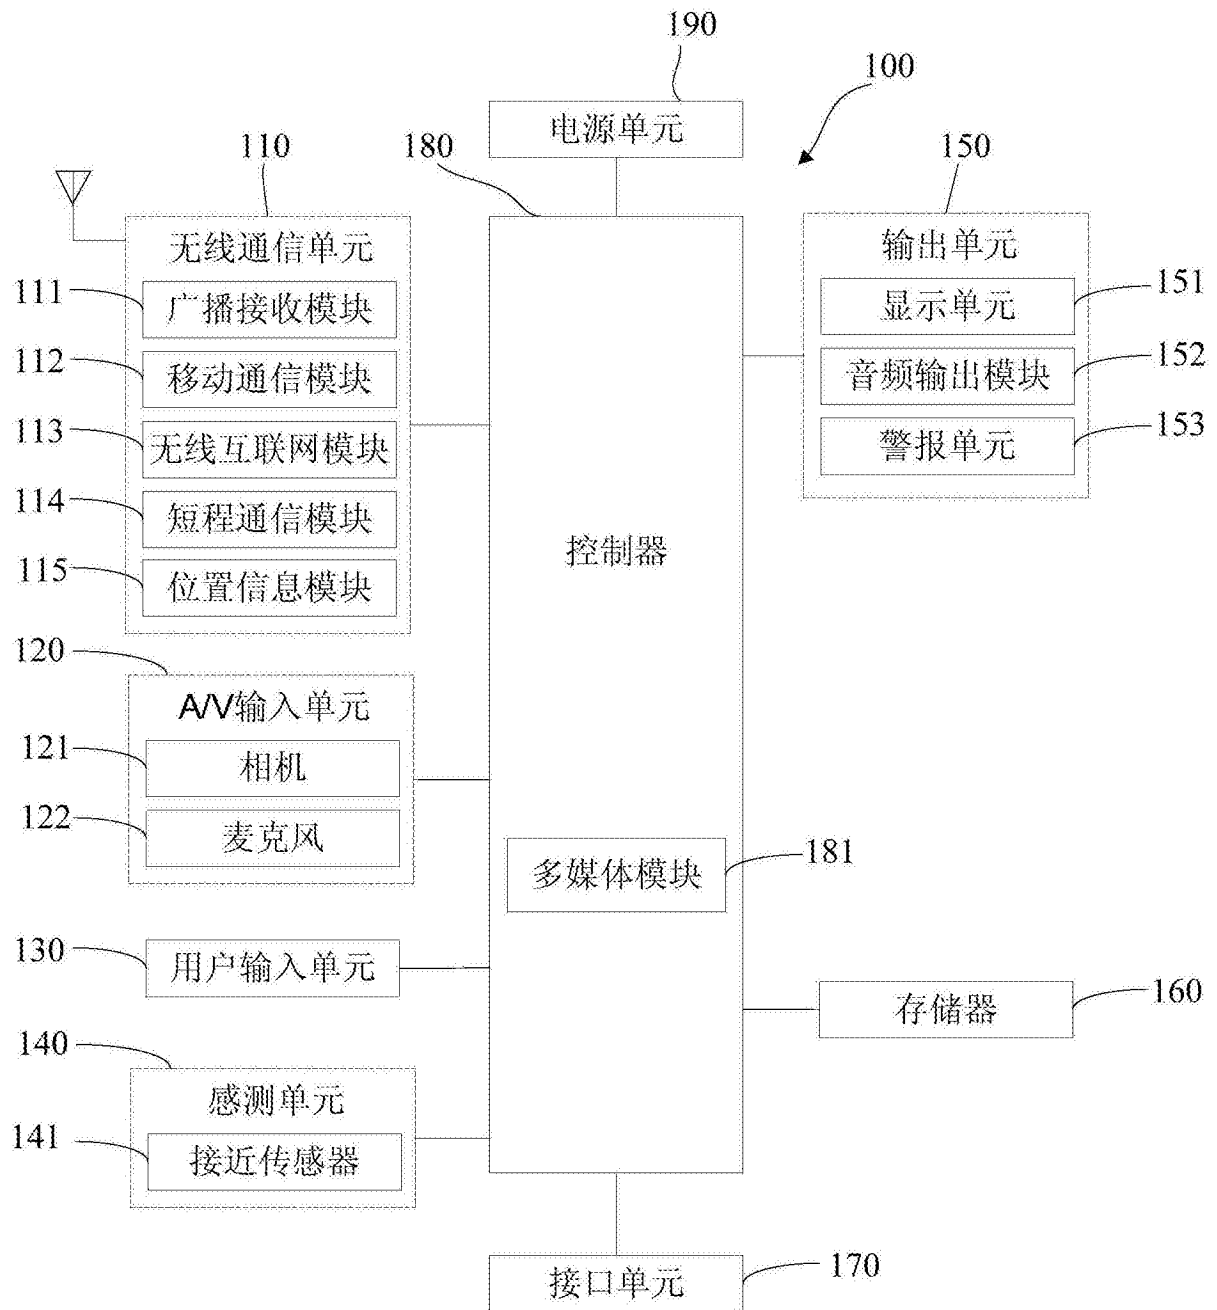 190
100
电源单元
110
180
150
无线通信单元
输出单元
111
广播接收模块
显示单元
151
112
移动通信模块
音频输出模块
152
113
无线互联网模块
警报单元
153
114
短程通信模块
控制器
115
位置信息模块
120
A/V输入单元
121
相机
122
麦克风
多媒体模块
181
130
用户输入单元
存储器
160
140
感测单元
141
接近传感器
接口单元
170